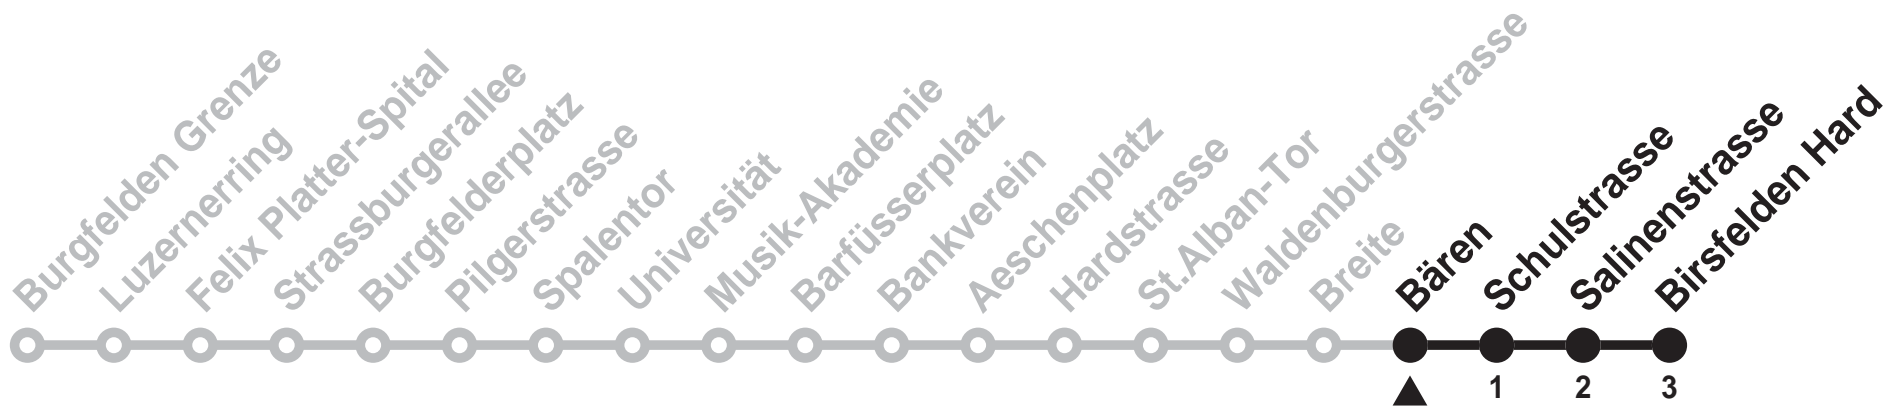 Burgfelden Grenze
Luzernerring
Felix Platter-Spital
Strassburgerallee
Burgfelderplatz
Pilgerstrasse
Spalentor
Universität
Musik-Akademie
Barfüsserplatz
Bankverein
Aeschenplatz
Hardstrasse
St.Alban-Tor
Waldenburgerstrasse
Breite
Bären
Schulstrasse
Salinenstrasse
Birsfelden Hard
1
2
3